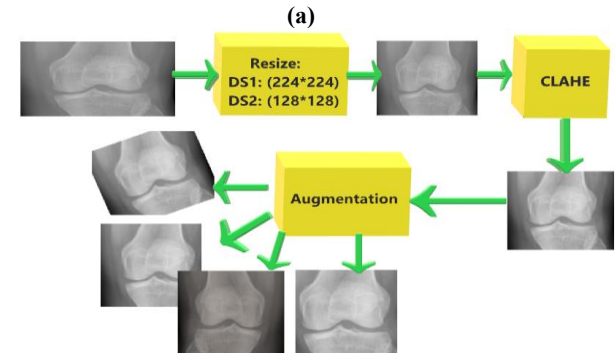 (a)
Resize:
DS1: (224*224)
DS2: (128*128)
CLAHE
Augmentation